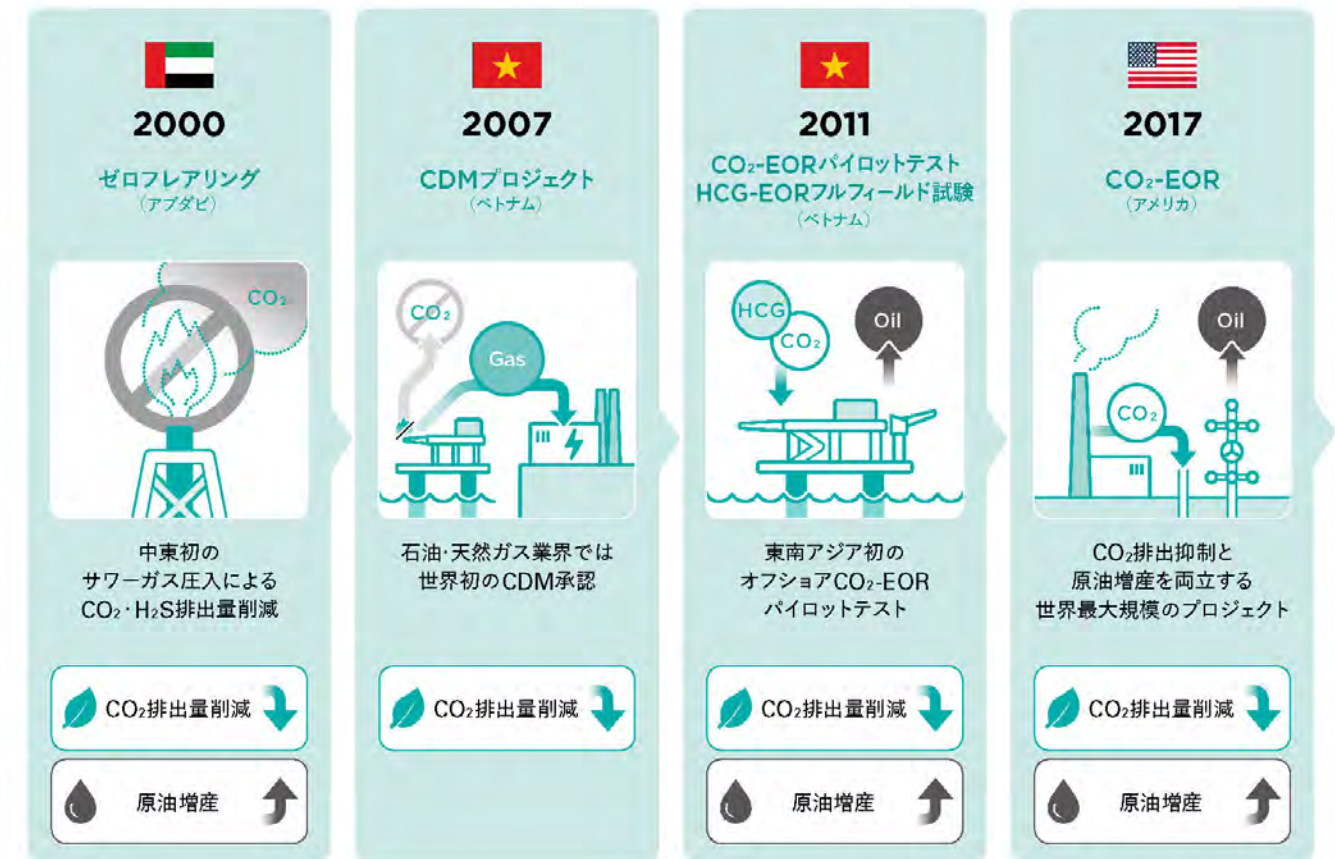 2000
ゼロフレアリング
(アブダビ)
CO₂
中東初の
サワーガス圧入による
CO₂・H₂S排出量削減
CO₂排出量削減
原油増産
2007
CDMプロジェクト
(ベトナム)
CO₂
Gas
石油・天然ガス業界では
世界初のCDM承認
CO₂排出量削減
2011
CO₂-EORパイロットテスト
HCG-EORフルフィールド試験
(ベトナム)
HCG
CO₂
Oil
東南アジア初の
オフショアCO₂-EOR
パイロットテスト
CO₂排出量削減
原油増産
2017
CO₂-EOR
(アメリカ)
CO₂
Oil
CO₂排出抑制と
原油増産を両立する
世界最大規模のプロジェクト
CO₂排出量削減
原油増産